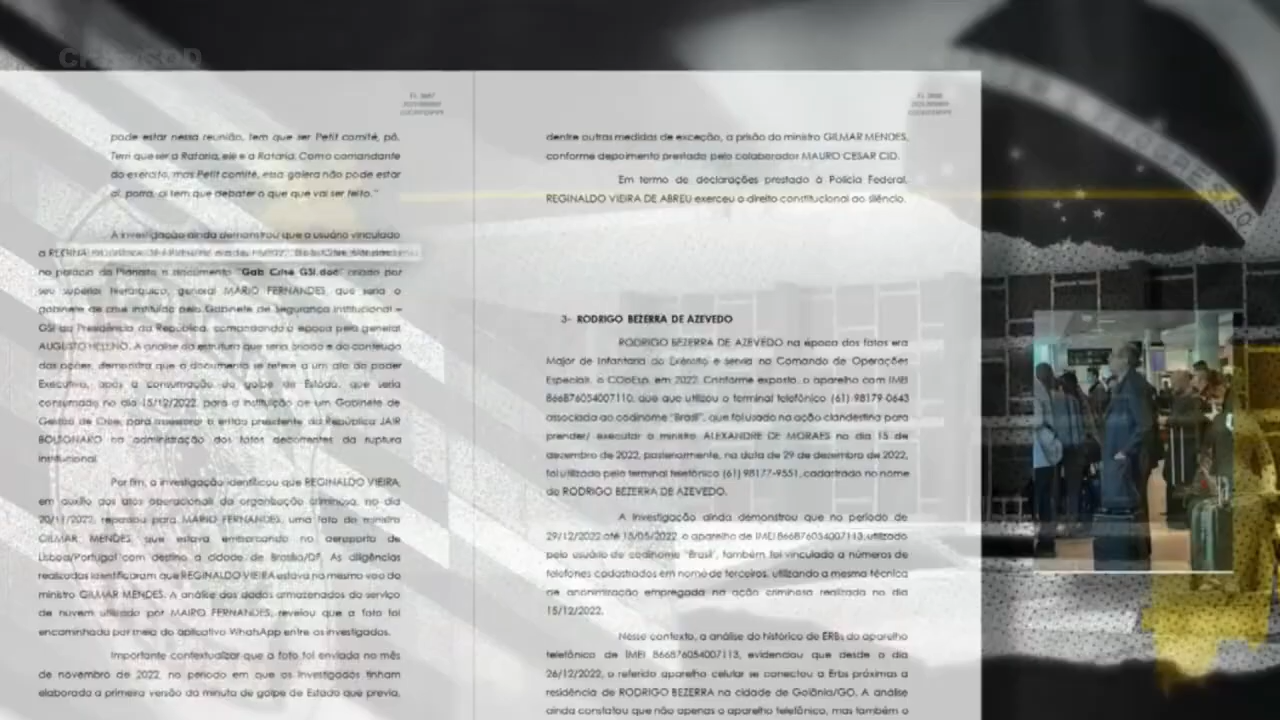 pode estar nessa reunião, tem que ser Petit comité, pô.
Tem que ser a Rataria, ele e a Rataria. Como comandante
do exército, mas Petit comité, essa galera não pode estar
aí, porra, aí tem que debater o que que vai ser feito."
A investigação ainda demonstrou que o usuário vinculado
a REGINA
no palácio do Planalto o documento "Gab Crise GSI.doc" criado por
seu superior hierárquico, general MARIO FERNANDES, que seria o
gabinete de crise instituído pelo Gabinete de Segurança Institucional –
GSI da Presidência da República, comandando à época pelo general
AUGUSTO HELENO. A análise da estrutura que seria criada e do conteúdo
das ações, demonstra que o documento se refere a um ato do poder
Executivo, após a consumação do golpe de Estado, que seria
consumado no dia 15/12/2022, para a instituição de um Gabinete de
Gestão de Crise, para assessorar o então presidente da República JAIR
BOLSONARO na administração dos fatos decorrentes da ruptura
institucional.
Por fim, a investigação identificou que REGINALDO VIEIRA,
em auxílio aos atos operacionais da organização criminosa, no dia
20/11/2022, repassou para MARIO FERNANDES, uma foto do ministro
GILMAR MENDES, que estava embarcando no aeroporto de
Lisboa/Portugal com destino a cidade de Brasília/DF. As diligências
realizadas identificaram que REGINALDO VIEIRA estava no mesmo voo do
ministro GILMAR MENDES. A análise dos dados armazenados do serviço
de nuvem utilizado por MAIRO FERNANDES, revelou que a foto foi
encaminhada por meio do aplicativo WhatsApp entre os investigados.
Importante contextualizar que a foto foi enviada no mês
de novembro de 2022, no período em que os investigados tinham
elaborada a primeira versão da minuta de golpe de Estado que previa,
dentre outras medidas de exceção, a prisão do ministro GILMAR MENDES,
conforme depoimento prestado pelo colaborador MAURO CESAR CID.
Em termo de declarações prestado à Polícia Federal,
REGINALDO VIEIRA DE ABREU exerceu o direito constitucional ao silêncio.
3- RODRIGO BEZERRA DE AZEVEDO
RODRIGO BEZERRA DE AZEVEDO na época dos fatos era
Major de Infantaria do Exército e servia no Comando de Operações
Especiais, o COpEsp, em 2022. Conforme exposto, o aparelho com IMEI
866876054007110, que que utilizou o terminal telefônico (61) 98179-0643
associada ao codinome "Brasil", que foi usado na ação clandestina para
prender/ executar o ministro ALEXANDRE DE MORAES no dia 15 de
dezembro de 2022, posteriormente, na data de 29 de dezembro de 2022,
foi utilizado pelo terminal telefônico (61) 98177-9551, cadastrado no nome
de RODRIGO BEZERRA DE AZEVEDO.
A investigação ainda demonstrou que no período de
29/12/2022 até 15/05/2022, o aparelho de IMEI 866876054007113, utilizado
pelo usuário de codinome "Brasil", também foi vinculado a números de
telefones cadastrados em nome de terceiros, utilizando a mesma técnica
de anonimização empregada na ação criminosa realizada no dia
15/12/2022.
Nesse contexto, a análise do histórico de ERBs do aparelho
telefônico de IMEI 866876054007113, evidenciou que desde o dia
26/12/2022, o referido aparelho celular se conectou a Erbs próximas a
residência de RODRIGO BEZERRA na cidade de Goiânia/GO. A análise
ainda constatou que não apenas o aparelho telefônico, mas também o
PROGRESSO